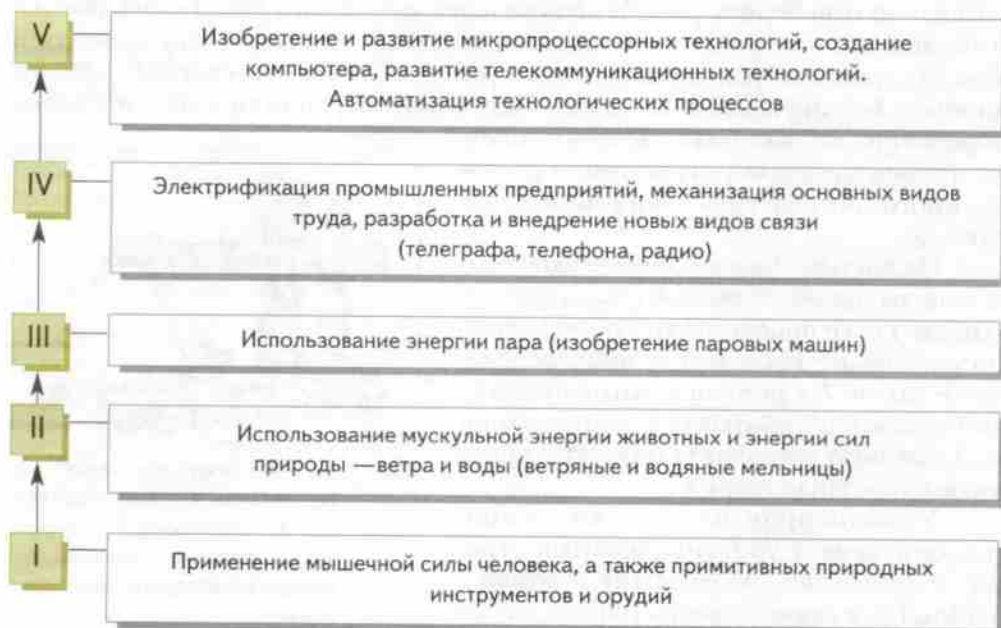 V
Изобретение и развитие микропроцессорных технологий, создание
компьютера, развитие телекоммуникационных технологий.
Автоматизация технологических процессов
IV
Электрификация промышленных предприятий, механизация основных видов
труда, разработка и внедрение новых видов связи
(телеграфа, телефона, радио)
III
Использование энергии пара (изобретение паровых машин)
II
Использование мускульной энергии животных и энергии сил
природы —ветра и воды (ветряные и водяные мельницы)
I
Применение мышечной силы человека, а также примитивных природных
инструментов и орудий